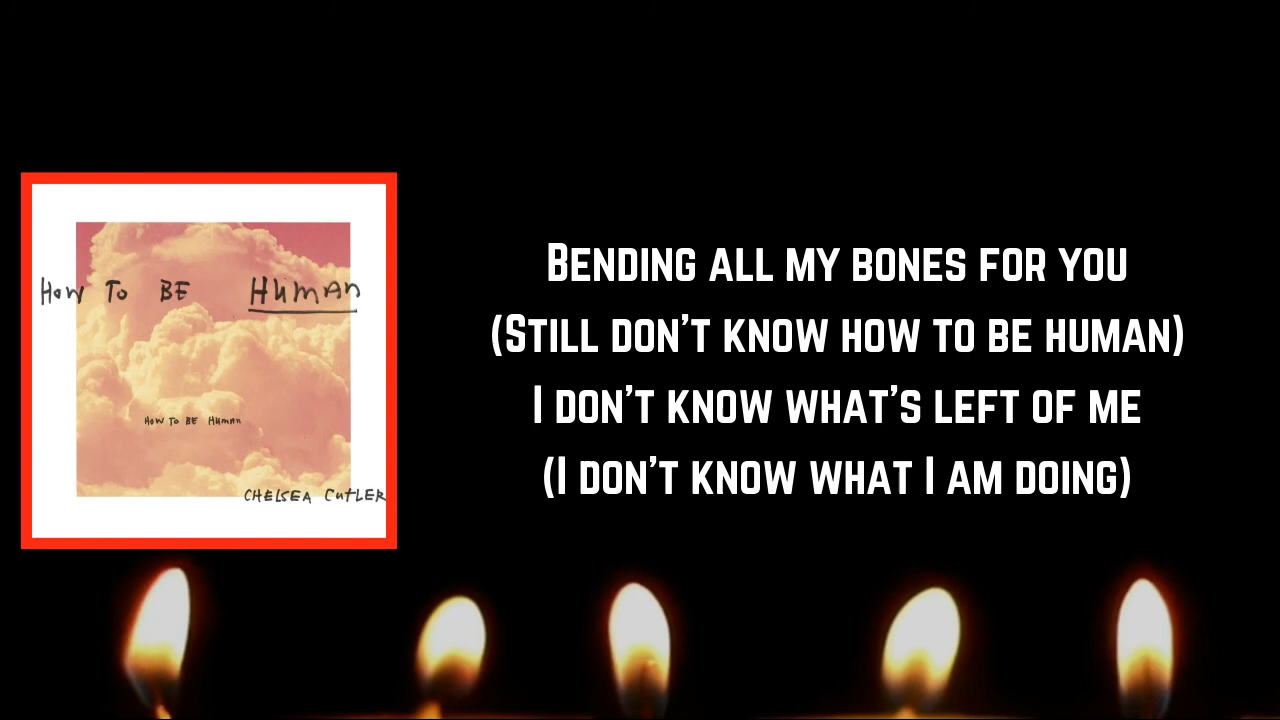 How To BE Human
How To BE Human
CHELSEA CUTLER
Bending all my bones for you
(Still don't know how to be human)
I don't know what's left of me
(I don't know what I am doing)